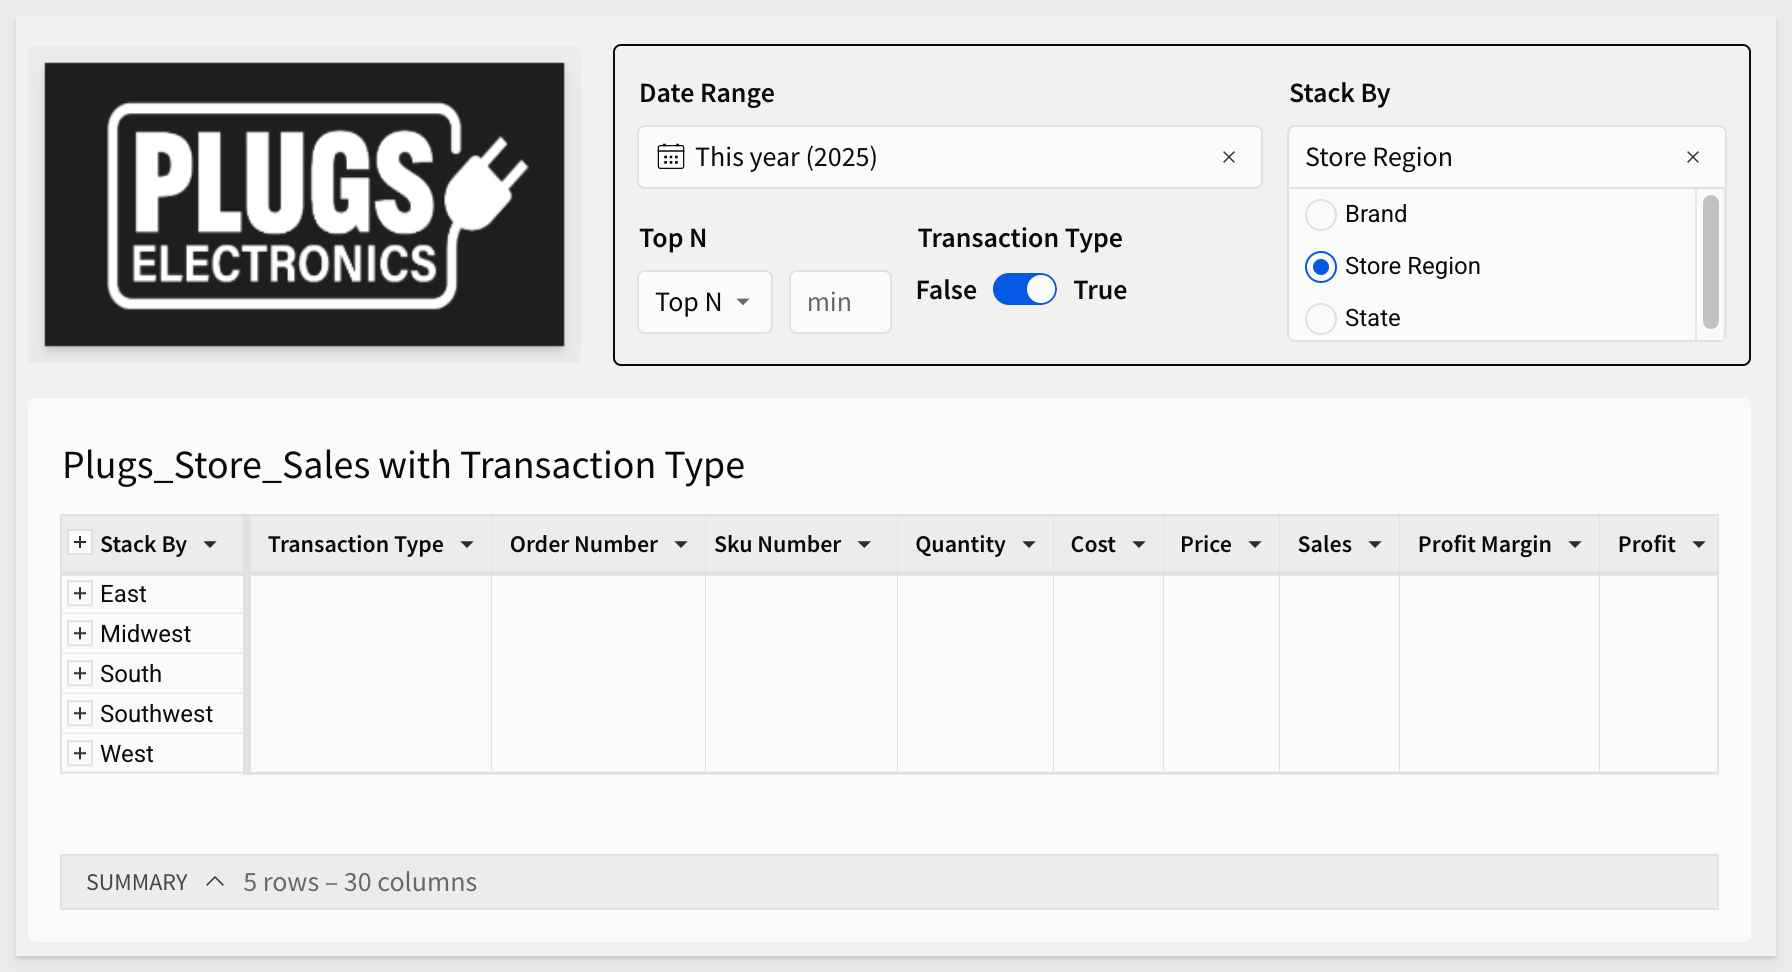 PLUGS
ELECTRONICS
Date Range
This year (2025)
Top N
Top N
min
Transaction Type
False True
Stack By
Store Region
Brand
Store Region
State
Plugs_Store_Sales with Transaction Type
Stack By Transaction Type Order Number Sku Number Quantity Cost Price Sales Profit Margin Profit
East
Midwest
South
Southwest
West
SUMMARY 5 rows – 30 columns